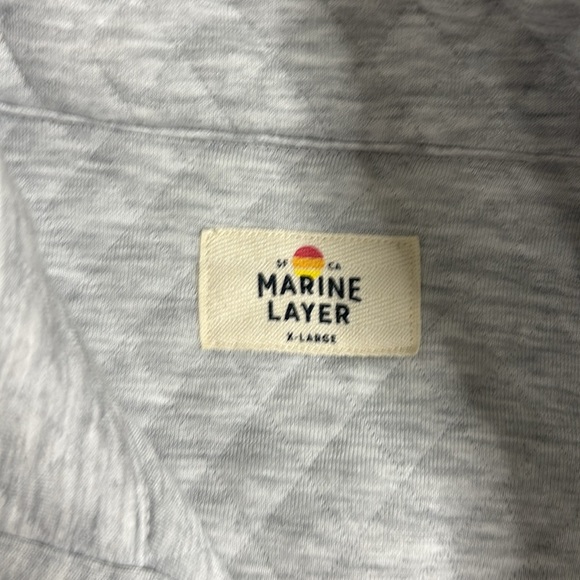 SF CA
MARINE
LAYER
X-LARGE